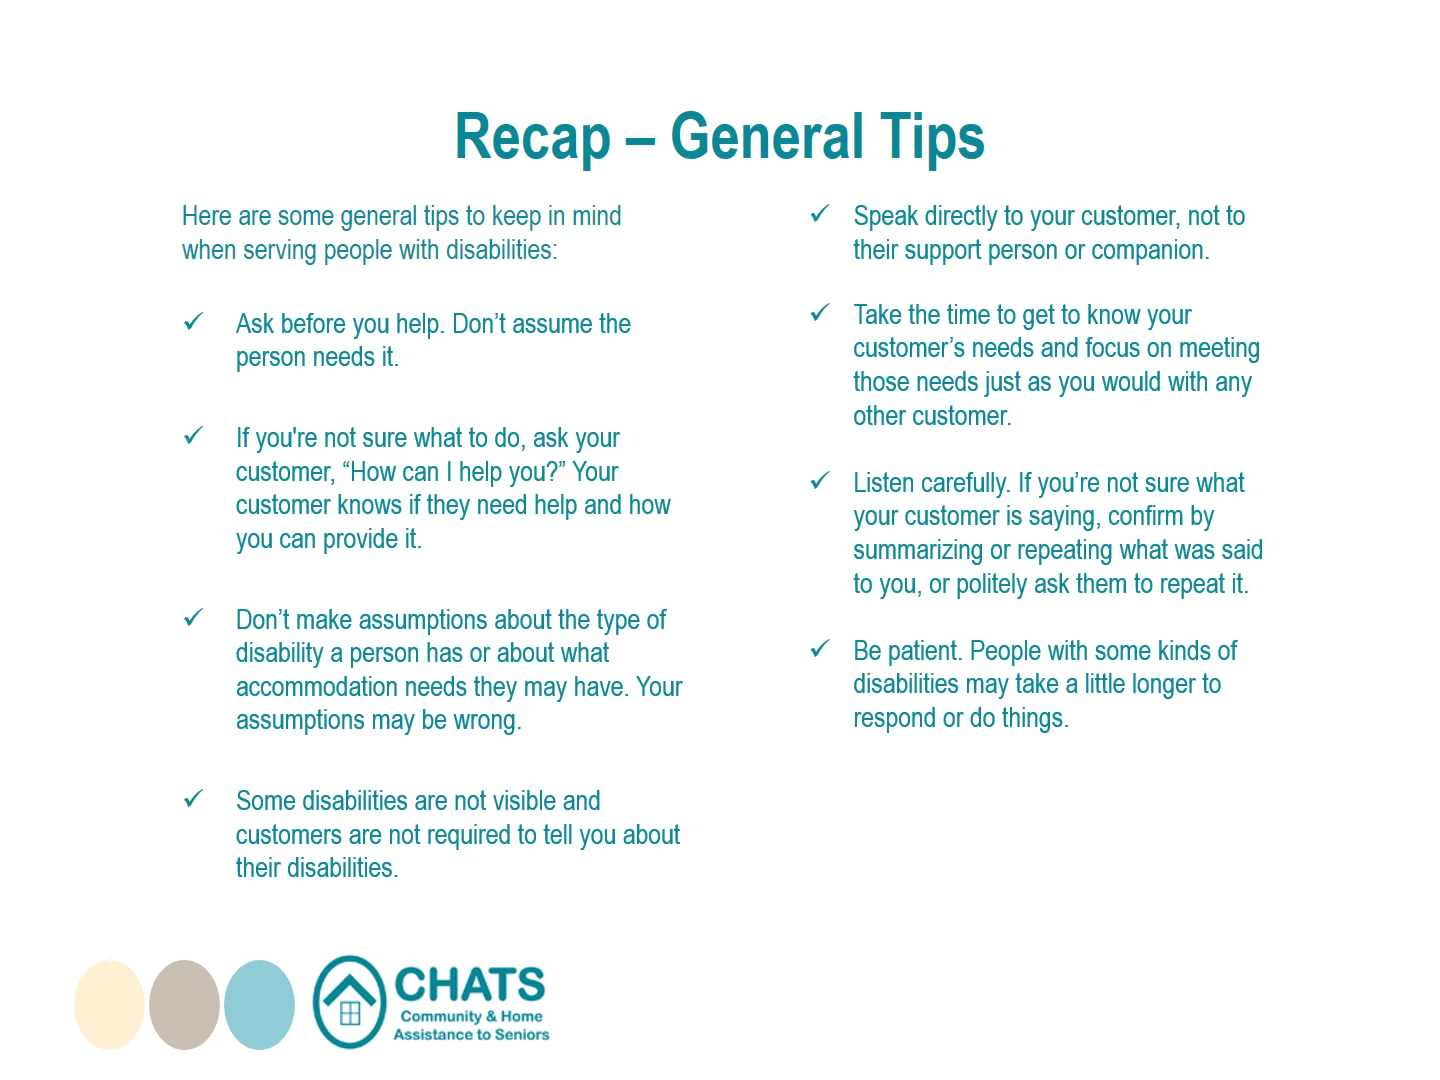 Recap – General Tips
Here are some general tips to keep in mind
when serving people with disabilities:
✓ Ask before you help. Don’t assume the
person needs it.
✓ If you're not sure what to do, ask your
customer, “How can I help you?” Your
customer knows if they need help and how
you can provide it.
✓ Don’t make assumptions about the type of
disability a person has or about what
accommodation needs they may have. Your
assumptions may be wrong.
✓ Some disabilities are not visible and
customers are not required to tell you about
their disabilities.
✓ Speak directly to your customer, not to
their support person or companion.
✓ Take the time to get to know your
customer’s needs and focus on meeting
those needs just as you would with any
other customer.
✓ Listen carefully. If you’re not sure what
your customer is saying, confirm by
summarizing or repeating what was said
to you, or politely ask them to repeat it.
✓ Be patient. People with some kinds of
disabilities may take a little longer to
respond or do things.
CHATS
Community & Home
Assistance to Seniors